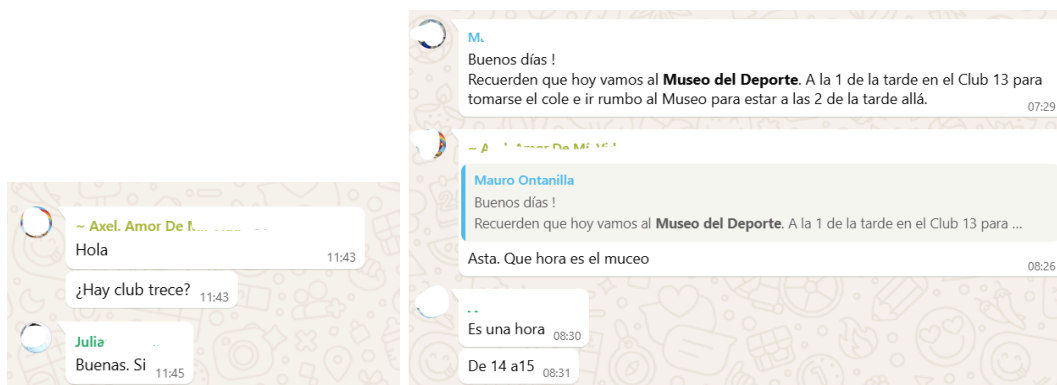 ~ Axel. Amor De
Hola
11:43
¿Hay club trece? 11:43
Julia
Buenas. Si 11:45
Buenos días !
Recuerden que hoy vamos al Museo del Deporte. A la 1 de la tarde en el Club 13 para
tomarse el cole e ir rumbo al Museo para estar a las 2 de la tarde allá.
07:29
Mauro Ontanilla
Buenos días !
Recuerden que hoy vamos al Museo del Deporte. A la 1 de la tarde en el Club 13 para ...
Asta. Que hora es el muceo
08:26
Es una hora 08:30
De 14 a15 08:31